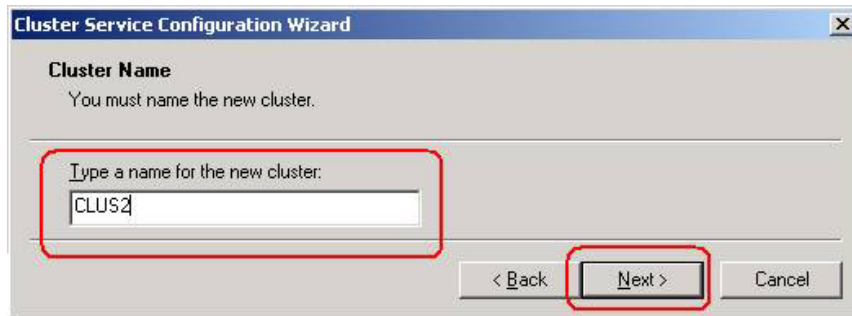 Cluster Service Configuration Wizard
Cluster Name
You must name the new cluster.
Type a name for the new cluster:
CLUS2
< Back Next > Cancel